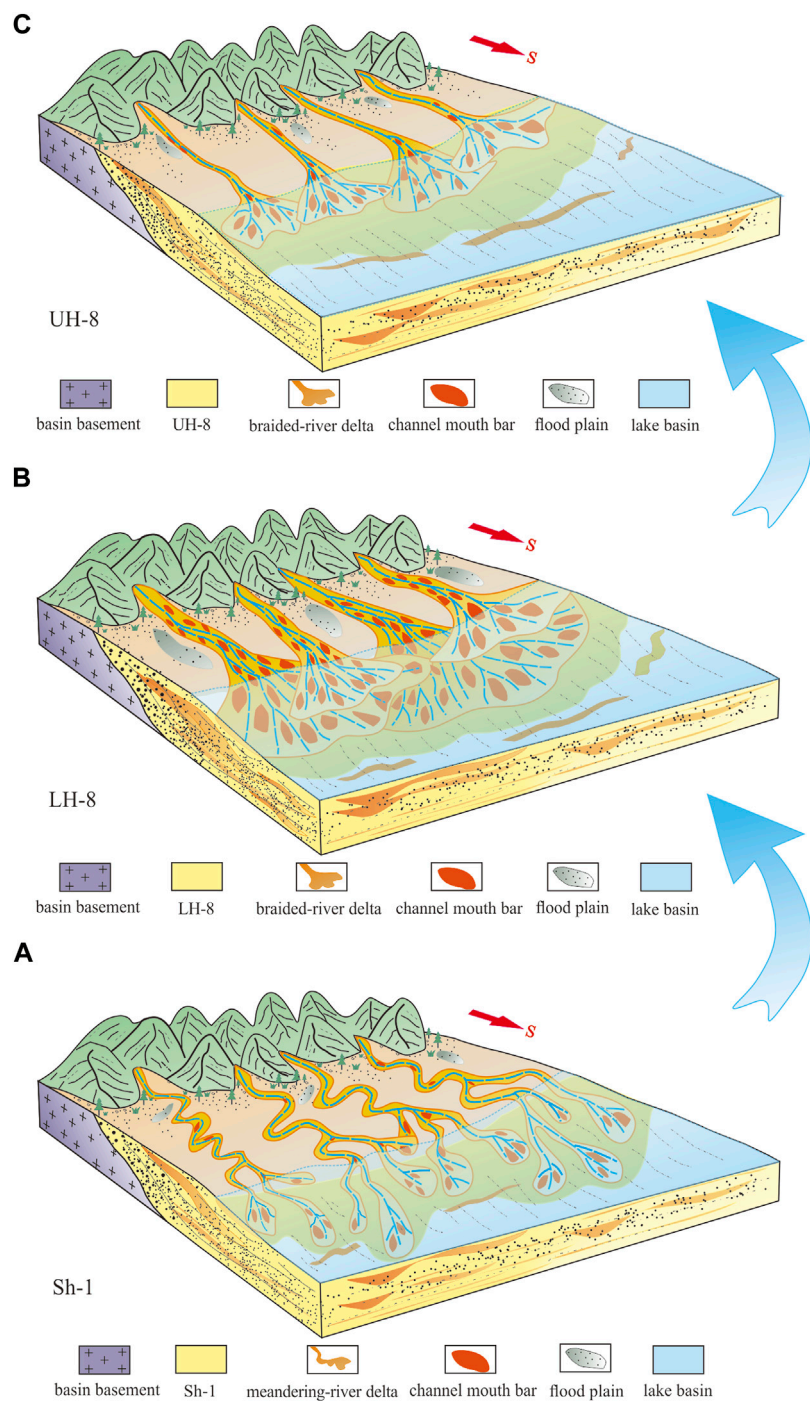 C
S
UH-8
basin basement
UH-8
braided-river delta
channel mouth bar
flood plain
lake basin
B
S
LH-8
basin basement
LH-8
braided-river delta
channel mouth bar
flood plain
lake basin
A
S
Sh-1
basin basement
Sh-1
meandering-river delta
channel mouth bar
flood plain
lake basin